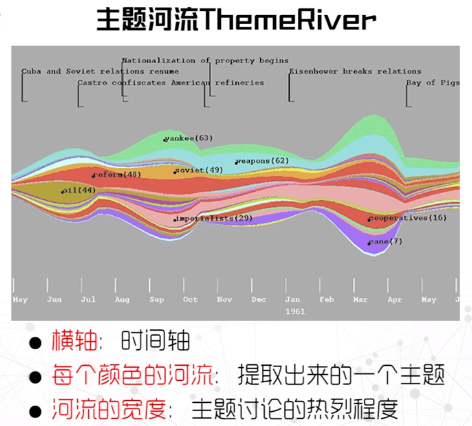 主题河流ThemeRiver
Nationalization of property begins
Cuba and Soviet relations resume
Castro confiscates American refineries
Eisenhower breaks relations
Bay of Pigs
yankee(63)
weapons(62)
soviet(49)
reform(48)
oil(44)
imperialists(29)
cooperatives(16)
cane(7)
May Jun Jul Aug Sep Oct Nov Dec Jan Feb Mar Apr May
1961
● 横轴：时间轴
● 每个颜色的河流：提取出来的一个主题
● 河流的宽度：主题讨论的热烈程度